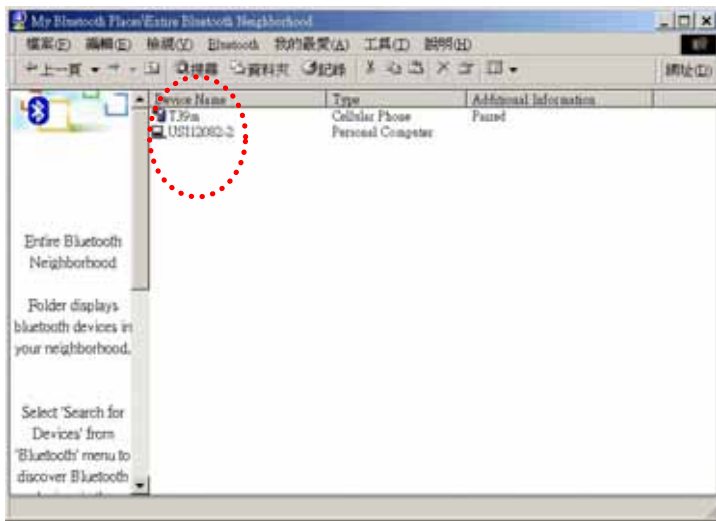 My Bluetooth Places\Entire Bluetooth Neighborhood
檔案(F) 編輯(E) 檢視(V) Bluetooth 我的最愛(A) 工具(T) 說明(H)
上一頁 搜尋 資料夾 記錄 網址(D)
Device Name Type Additional Information
T39m Cellular Phone Paired
USI12082-2 Personal Computer
Entire Bluetooth
Neighborhood
Folder displays
bluetooth devices in
your neighborhood.
Select 'Search for
Devices' from
'Bluetooth' menu to
discover Bluetooth